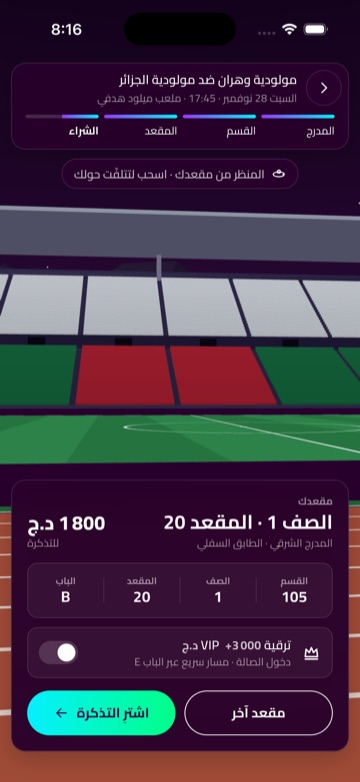 8:16
مولودية وهران ضد مولودية الجزائر
السبت 28 نوفمبر · 17:45 · ملعب ميلود هدفي
المدرج
القسم
المقعد
الشراء
المنظر من مقعدك · اسحب لتتلفّت حولك
مقعدك
الصف 1 · المقعد 20
1 800 د.ج
المدرج الشرقي · الطابق السفلي
للتذكرة
القسم
المقعد
الصف
الباب
105
1
20
B
ترقية VIP +3 000 د.ج
دخول الصالة · مسار سريع عبر الباب E
مقعد آخر
اشترِ التذكرة ←